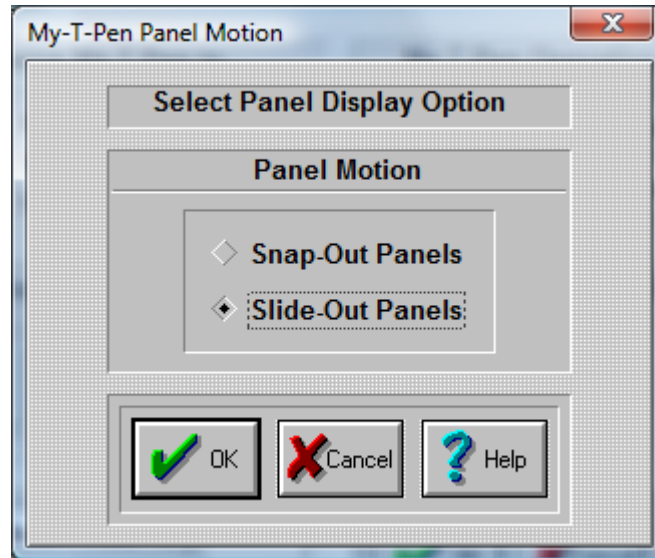 My-T-Pen Panel Motion
Select Panel Display Option
Panel Motion
Snap-Out Panels
Slide-Out Panels
OK
Cancel
? Help